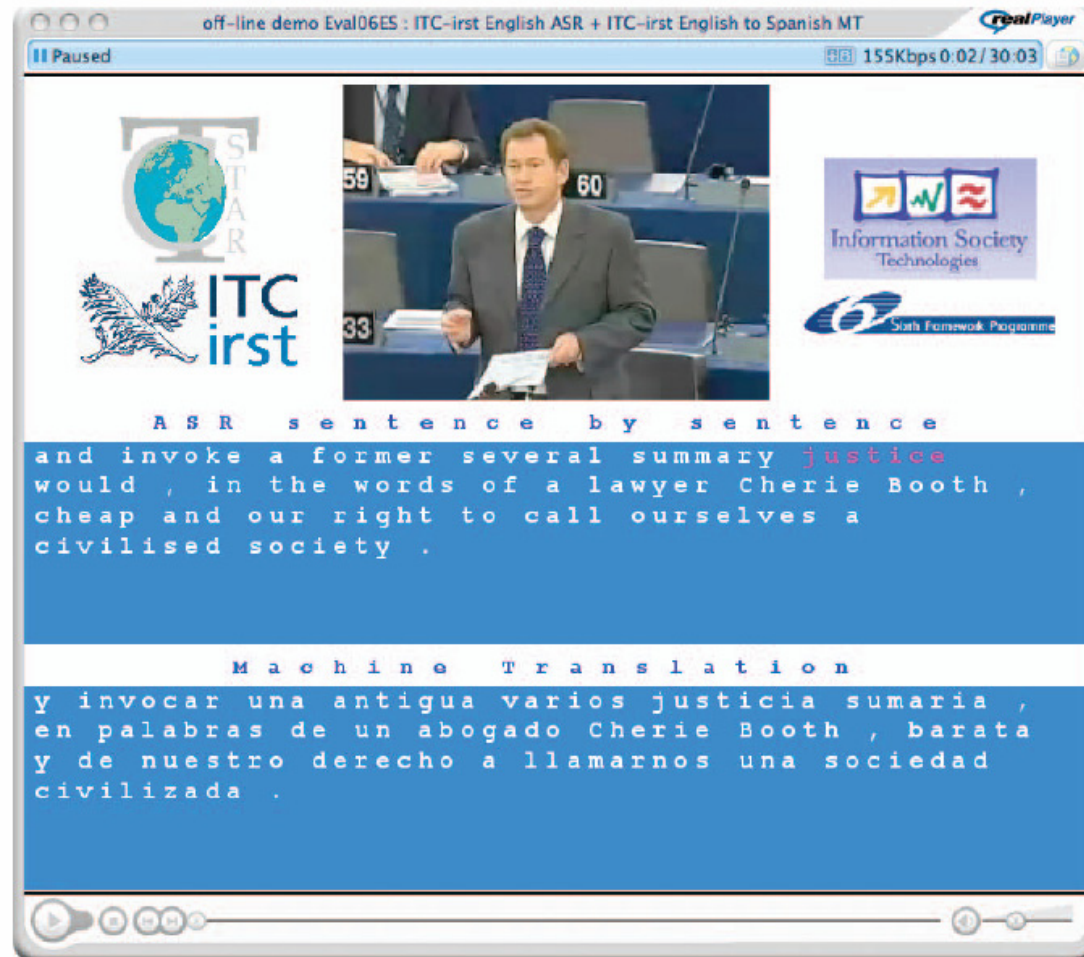 off-line demo Eval06ES : ITC-irst English ASR + ITC-irst English to Spanish MT
realPlayer
Paused
155Kbps 0:02 / 30:03
TC
STAR
ITC
irst
59
60
33
Information Society
Technologies
6
Sixth Framework Programme
ASR sentence by sentence
and invoke a former several summary justice
would , in the words of a lawyer Cherie Booth ,
cheap and our right to call ourselves a
civilised society .
Machine Translation
y invocar una antigua varios justicia sumaria ,
en palabras de un abogado Cherie Booth , barata
y de nuestro derecho a llamarnos una sociedad
civilizada .